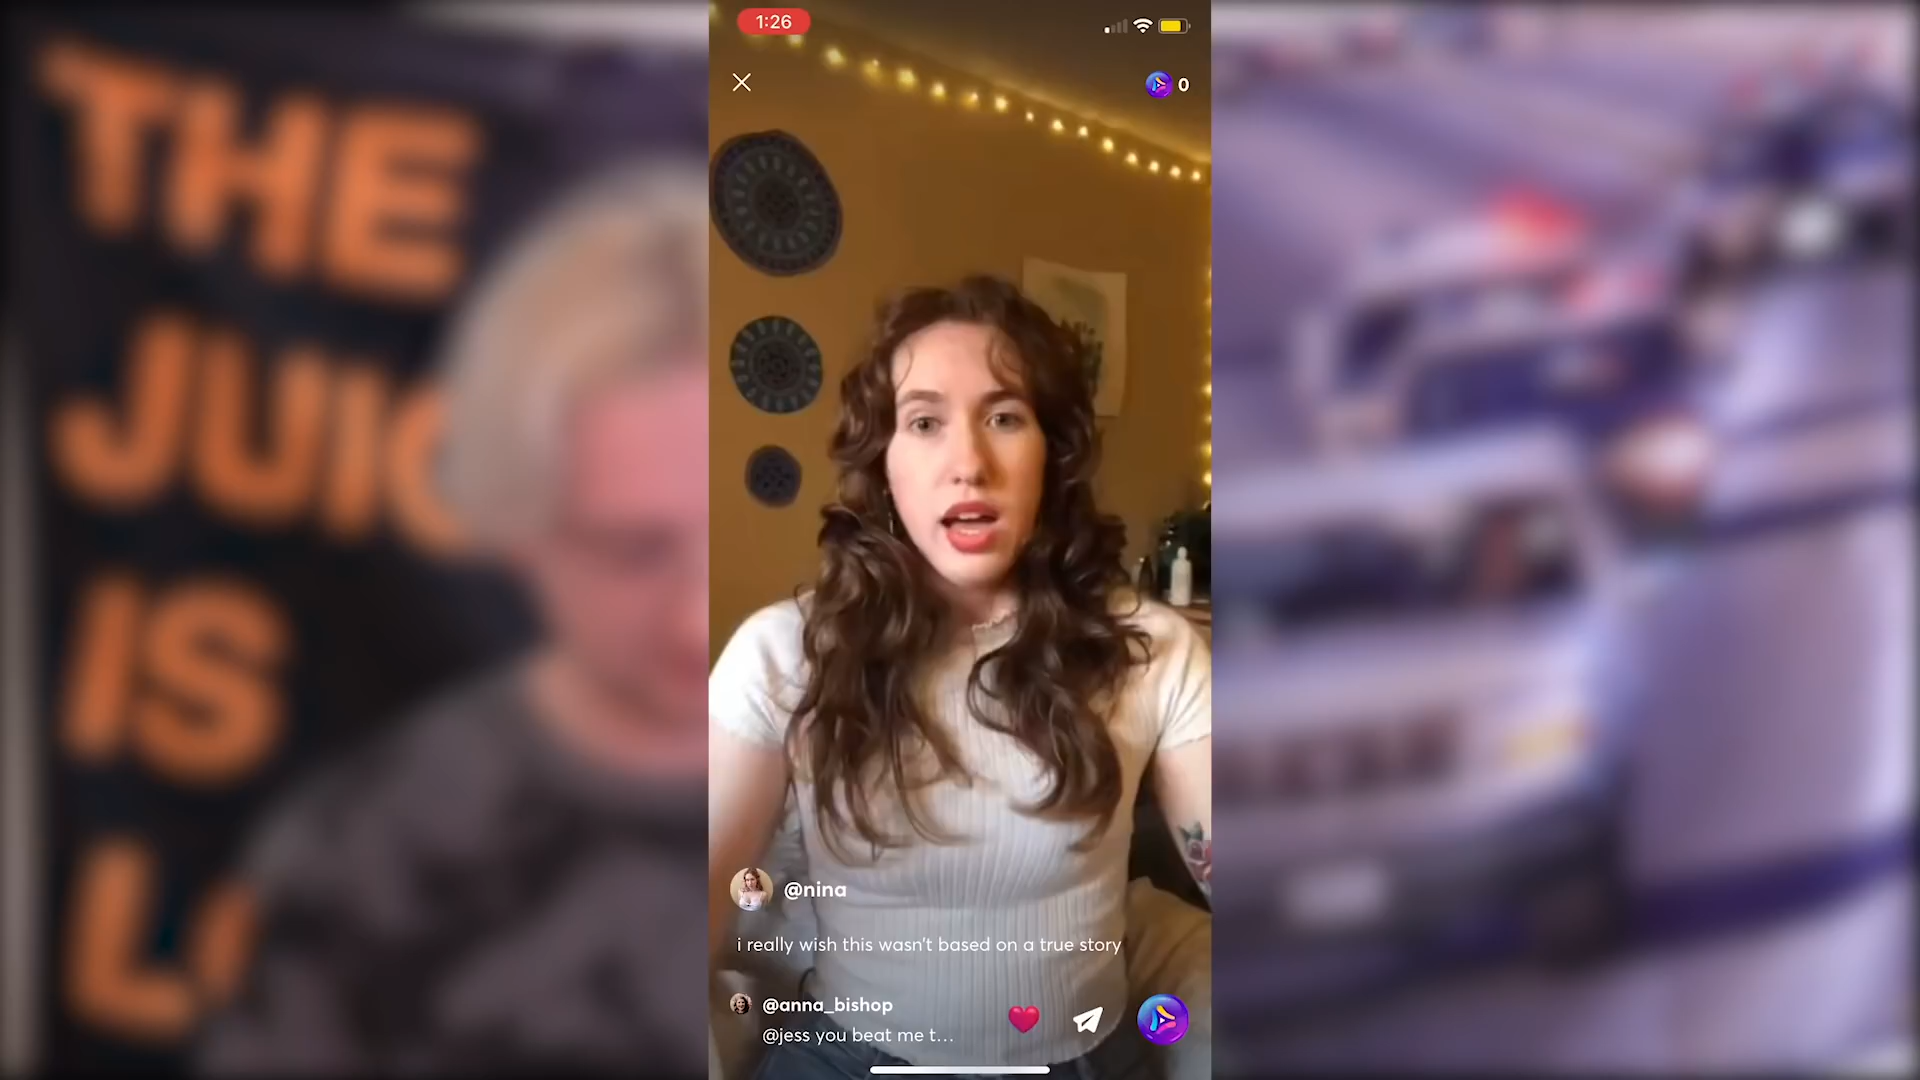 THE
JUIC
IS
1:26
0
@nina
i really wish this wasn't based on a true story
@anna_bishop
@jess you beat me t...